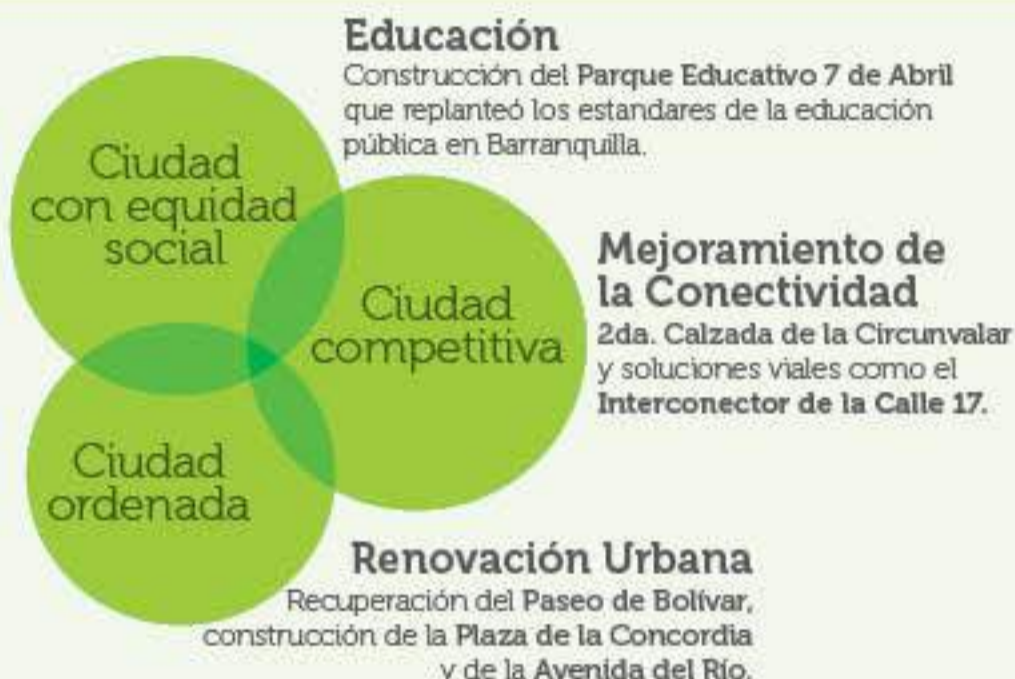 Educación
Construcción del Parque Educativo 7 de Abril
que replanteó los estandares de la educación
pública en Barranquilla.
Ciudad
con equidad
social
Ciudad
competitiva
Mejoramiento de
la Conectividad
2da. Calzada de la Circunvalar
y soluciones viales como el
Interconector de la Calle 17.
Ciudad
ordenada
Renovación Urbana
Recuperación del Paseo de Bolívar,
construcción de la Plaza de la Concordia
y de la Avenida del Río.